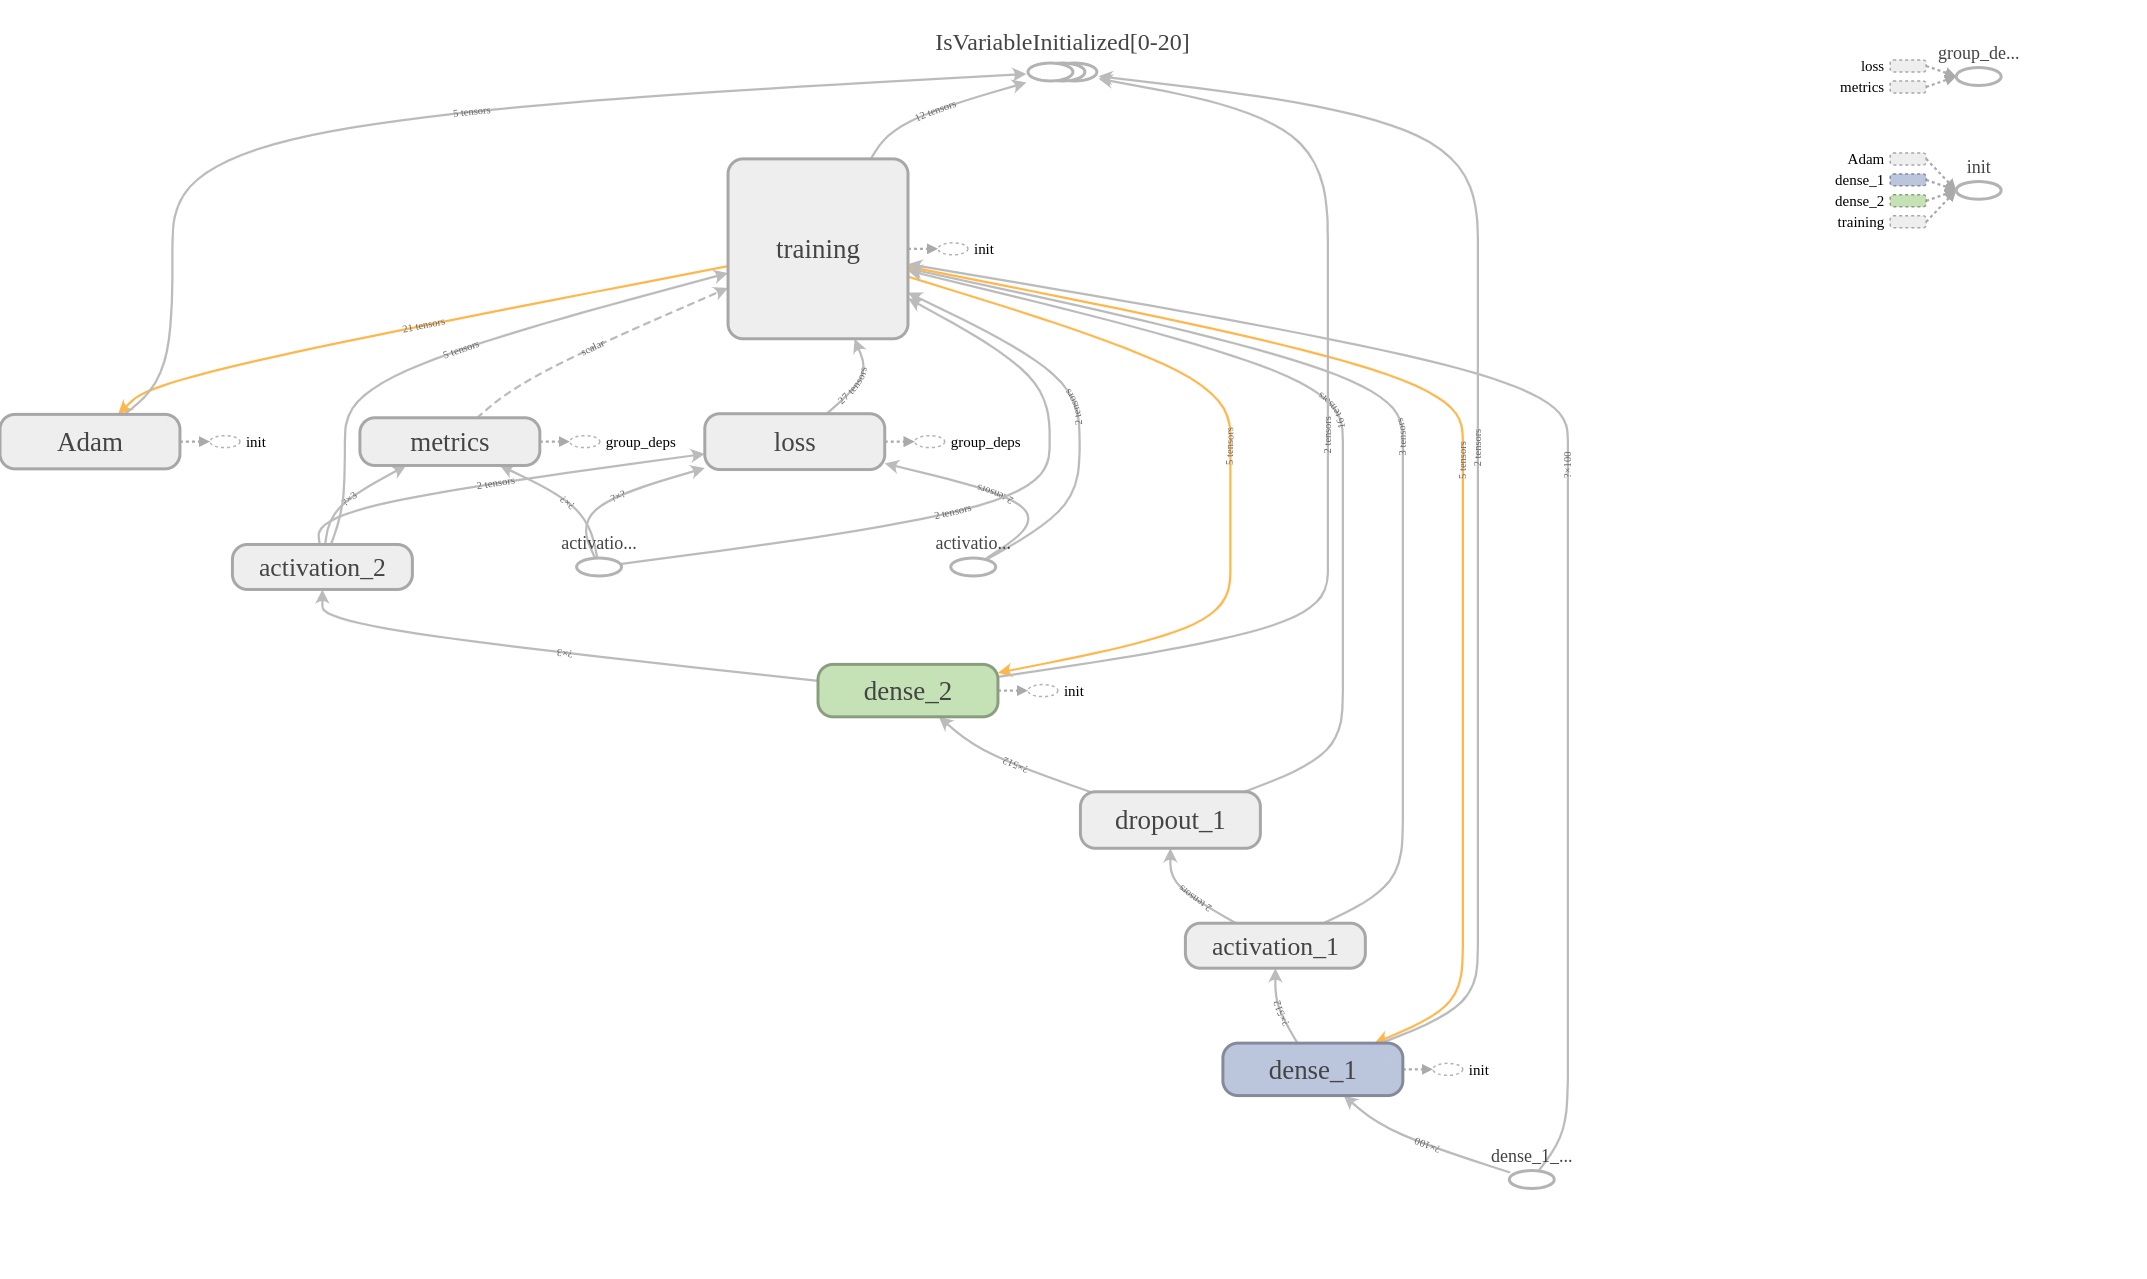 IsVariableInitialized[0-20]
group_de...
loss
metrics
5 tensors
12 tensors
Adam
init
dense_1
dense_2
training
training
init
21 tensors
5 tensors
scalar
27 tensors
2 tensors
16 tensors
2 tensors
3 tensors
5 tensors
5 tensors
2 tensors
?×100
Adam
init
metrics
group_deps
loss
group_deps
?×3
2 tensors
?×?
?×?
2 tensors
2 tensors
activation_2
activatio...
activatio...
?×3
dense_2
init
?×512
dropout_1
2 tensors
activation_1
?×512
dense_1
init
?×100
dense_1_...